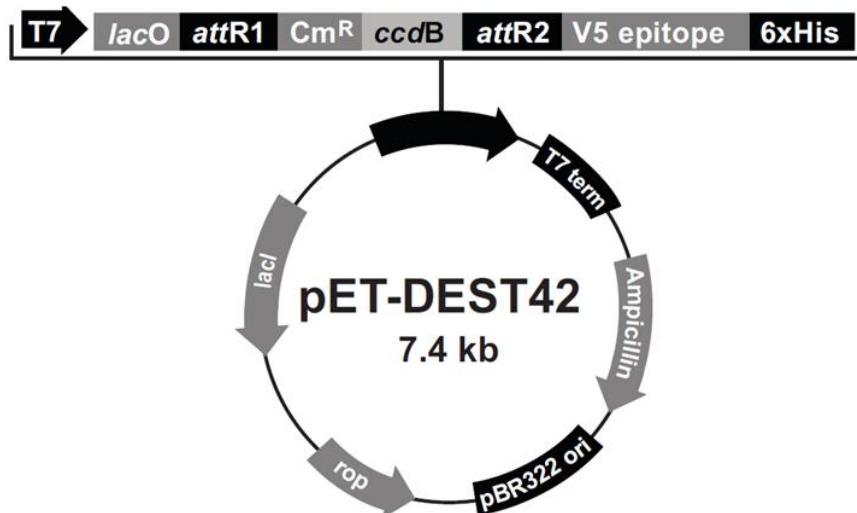 T7 lacO attR1 CmR ccdB attR2 V5 epitope 6xHis
T7 term
lacI
Ampicillin
pET-DEST42
7.4 kb
rop
pBR322 ori